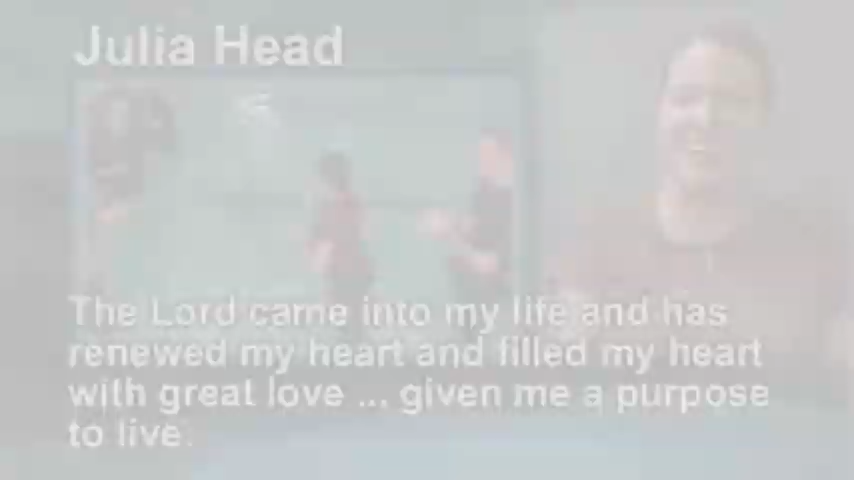 Julia Head
The Lord came into my life and has
renewed my heart and filled my heart
with great love ... given me a purpose
to live.